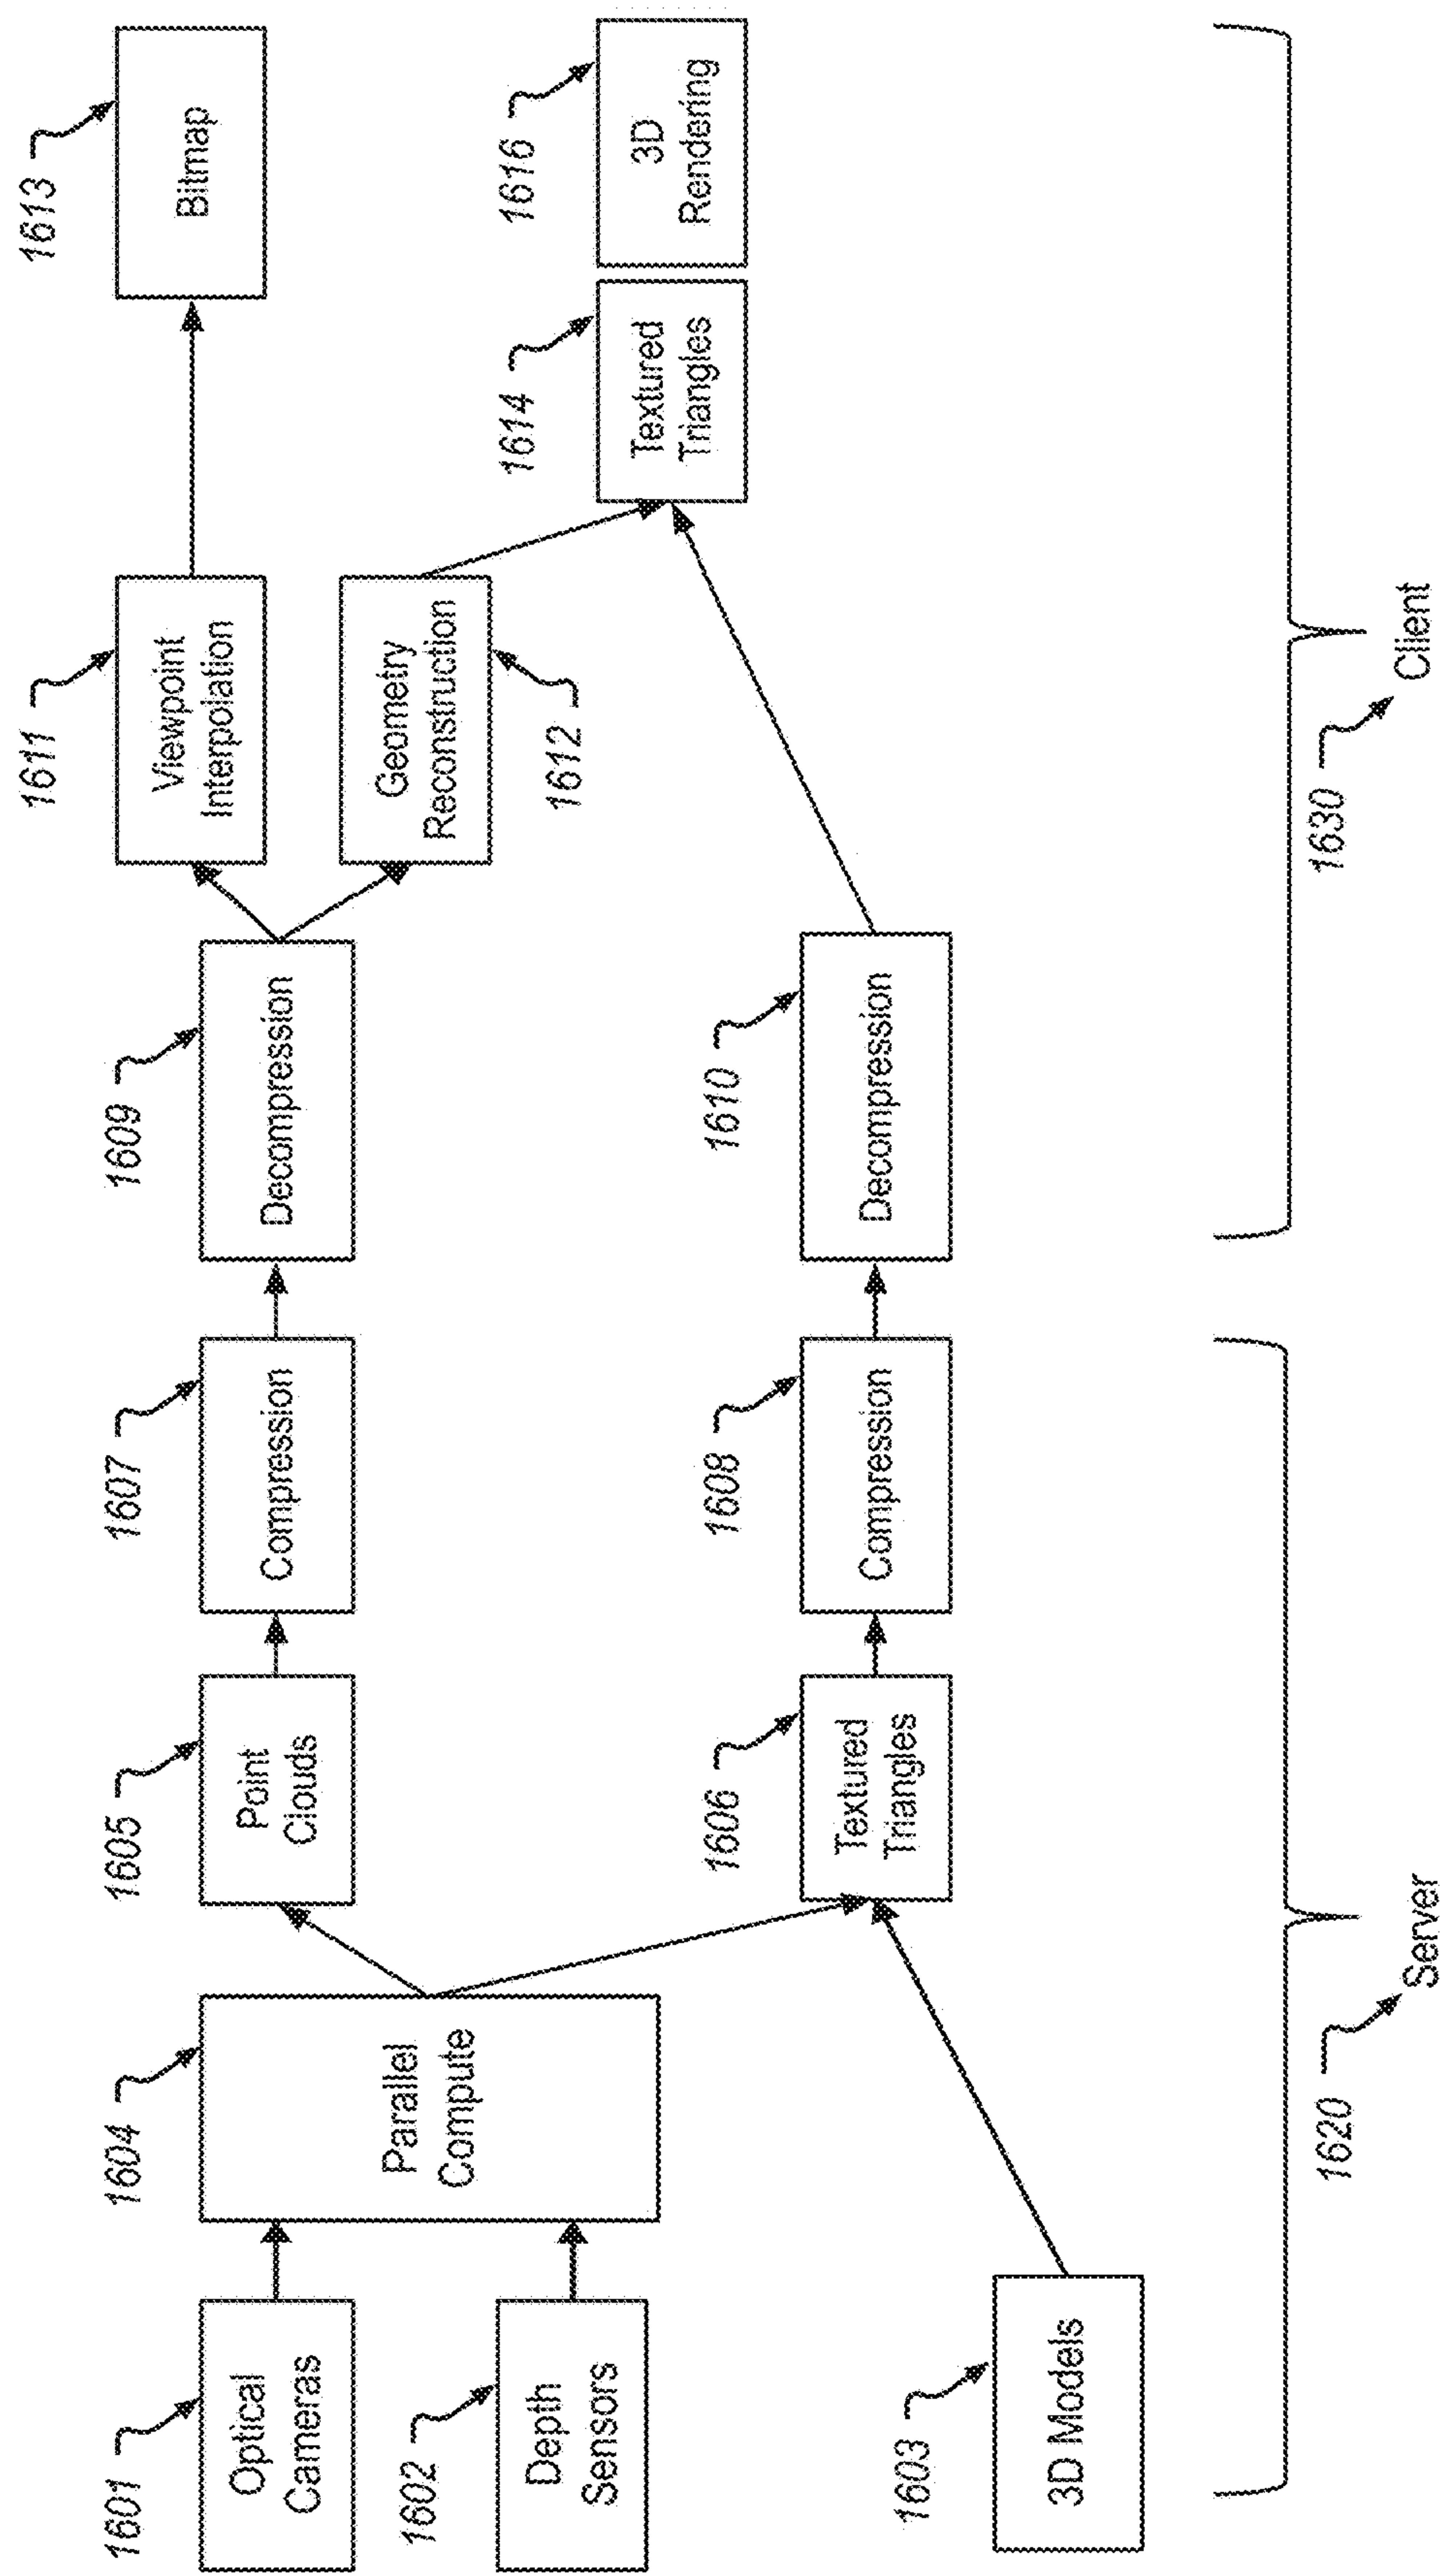 1601
Optical
Cameras
1602
Depth
Sensors
1603
3D Models
1604
Parallel
Compute
1605
Point
Clouds
1606
Textured
Triangles
1607
Compression
1608
Compression
1609
Decompression
1610
Decompression
1611
Viewpoint
Interpolation
Geometry
Reconstruction
1612
1613
Bitmap
1614
Textured
Triangles
1616
3D
Rendering
1620
Server
1630
Client